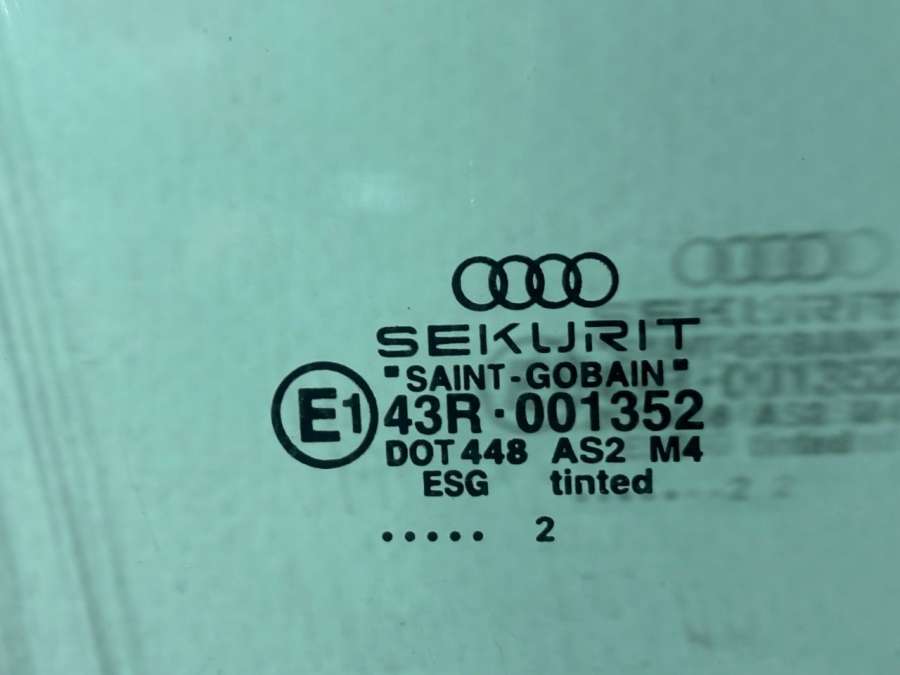 SEKURIT
"SAINT-GOBAIN"
E1 43R·001352
DOT 448 AS2 M4
ESG tinted
..... 2